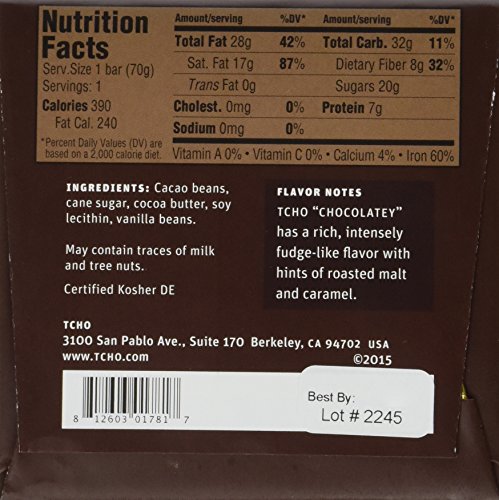 Nutrition
Facts
Serv.Size 1 bar (70g)
Servings: 1
Calories 390
Fat Cal. 240
*Percent Daily Values (DV) are
based on a 2,000 calorie diet.
Amount/serving %DV*
Total Fat 28g 42%
Sat. Fat 17g 87%
Trans Fat 0g
Cholest. 0mg 0%
Sodium 0mg 0%
Amount/serving %DV*
Total Carb. 32g 11%
Dietary Fiber 8g 32%
Sugars 20g
Protein 7g
Vitamin A 0% • Vitamin C 0% • Calcium 4% • Iron 60%
INGREDIENTS: Cacao beans,
cane sugar, cocoa butter, soy
lecithin, vanilla beans.
May contain traces of milk
and tree nuts.
Certified Kosher DE
FLAVOR NOTES
TCHO “CHOCOLATEY”
has a rich, intensely
fudge-like flavor with
hints of roasted malt
and caramel.
TCHO
3100 San Pablo Ave., Suite 170 Berkeley, CA 94702 USA
www.TCHO.com ©2015
8 12603 01781 7
Best By:
Lot # 2245